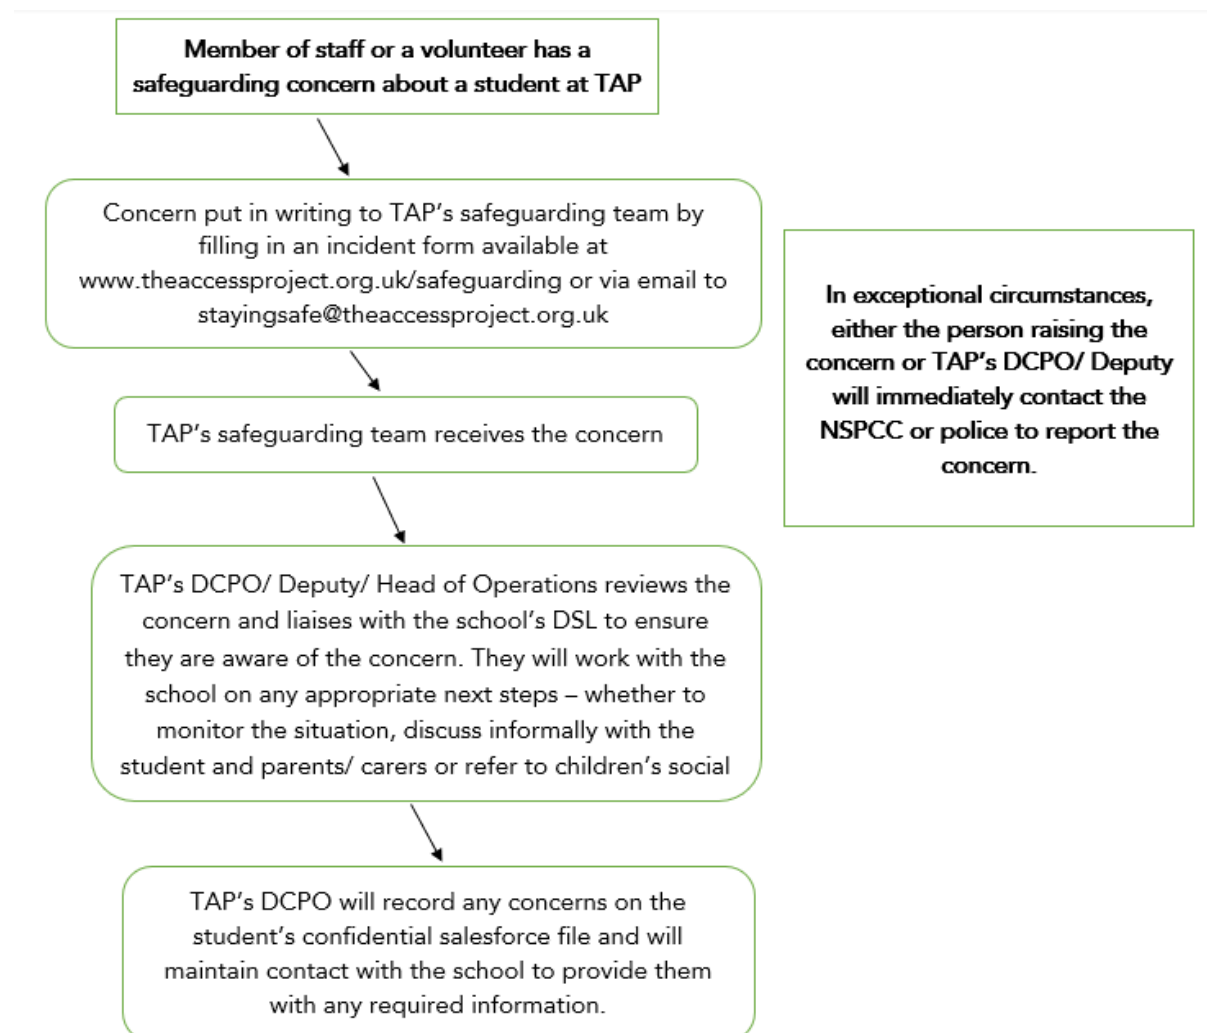 Member of staff or a volunteer has a
safeguarding concern about a student at TAP
Concern put in writing to TAP’s safeguarding team by
filling in an incident form available at
www.theaccessproject.org.uk/safeguarding or via email to
stayingsafe@theaccessproject.org.uk
In exceptional circumstances,
either the person raising the
concern or TAP’s DCPO/ Deputy
will immediately contact the
NSPCC or police to report the
concern.
TAP’s safeguarding team receives the concern
TAP’s DCPO/ Deputy/ Head of Operations reviews the
concern and liaises with the school’s DSL to ensure
they are aware of the concern. They will work with the
school on any appropriate next steps – whether to
monitor the situation, discuss informally with the
student and parents/ carers or refer to children’s social
TAP’s DCPO will record any concerns on the
student’s confidential salesforce file and will
maintain contact with the school to provide them
with any required information.